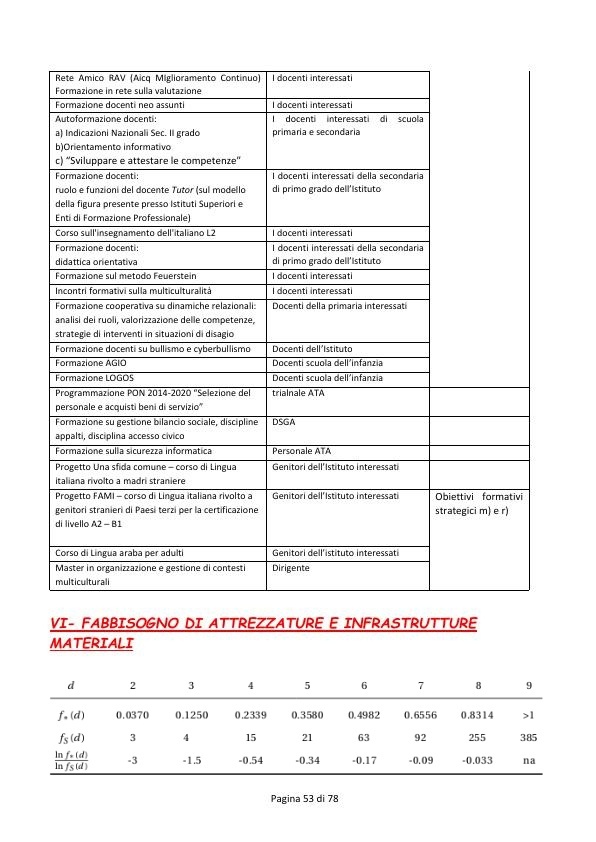 Rete Amico RAV (Aicq MIglioramento Continuo) I docenti interessati
Formazione in rete sulla valutazione
Formazione docenti neo assunti I docenti interessati
Autoformazione docenti: I docenti interessati di scuola
a) Indicazioni Nazionali Sec. II grado primaria e secondaria
b)Orientamento informativo
c) "Sviluppare e attestare le competenze"
Formazione docenti: I docenti interessati della secondaria
ruolo e funzioni del docente Tutor (sul modello di primo grado dell'Istituto
della figura presente presso Istituti Superiori e
Enti di Formazione Professionale)
Corso sull'insegnamento dell'italiano L2 I docenti interessati
Formazione docenti: I docenti interessati della secondaria
didattica orientativa di primo grado dell'Istituto
Formazione sul metodo Feuerstein I docenti interessati
Incontri formativi sulla multiculturalità I docenti interessati
Formazione cooperativa su dinamiche relazionali: Docenti della primaria interessati
analisi dei ruoli, valorizzazione delle competenze,
strategie di interventi in situazioni di disagio
Formazione docenti su bullismo e cyberbullismo Docenti dell'Istituto
Formazione AGIO Docenti scuola dell'infanzia
Formazione LOGOS Docenti scuola dell'infanzia
Programmazione PON 2014-2020 "Selezione del trialnale ATA
personale e acquisti beni di servizio"
Formazione su gestione bilancio sociale, discipline DSGA
appalti, disciplina accesso civico
Formazione sulla sicurezza informatica Personale ATA
Progetto Una sfida comune – corso di Lingua Genitori dell'Istituto interessati
italiana rivolto a madri straniere
Progetto FAMI – corso di Lingua italiana rivolto a Genitori dell'Istituto interessati Obiettivi formativi
genitori stranieri di Paesi terzi per la certificazione strategici m) e r)
di livello A2 – B1
Corso di Lingua araba per adulti Genitori dell'istituto interessati
Master in organizzazione e gestione di contesti Dirigente
multiculturali
VI- FABBISOGNO DI ATTREZZATURE E INFRASTRUTTURE
MATERIALI
d 2 3 4 5 6 7 8 9
f*(d) 0.0370 0.1250 0.2339 0.3580 0.4982 0.6556 0.8314 >1
fS(d) 3 4 15 21 63 92 255 385
ln f*(d)
ln fS(d) -3 -1.5 -0.54 -0.34 -0.17 -0.09 -0.033 na
Pagina 53 di 78